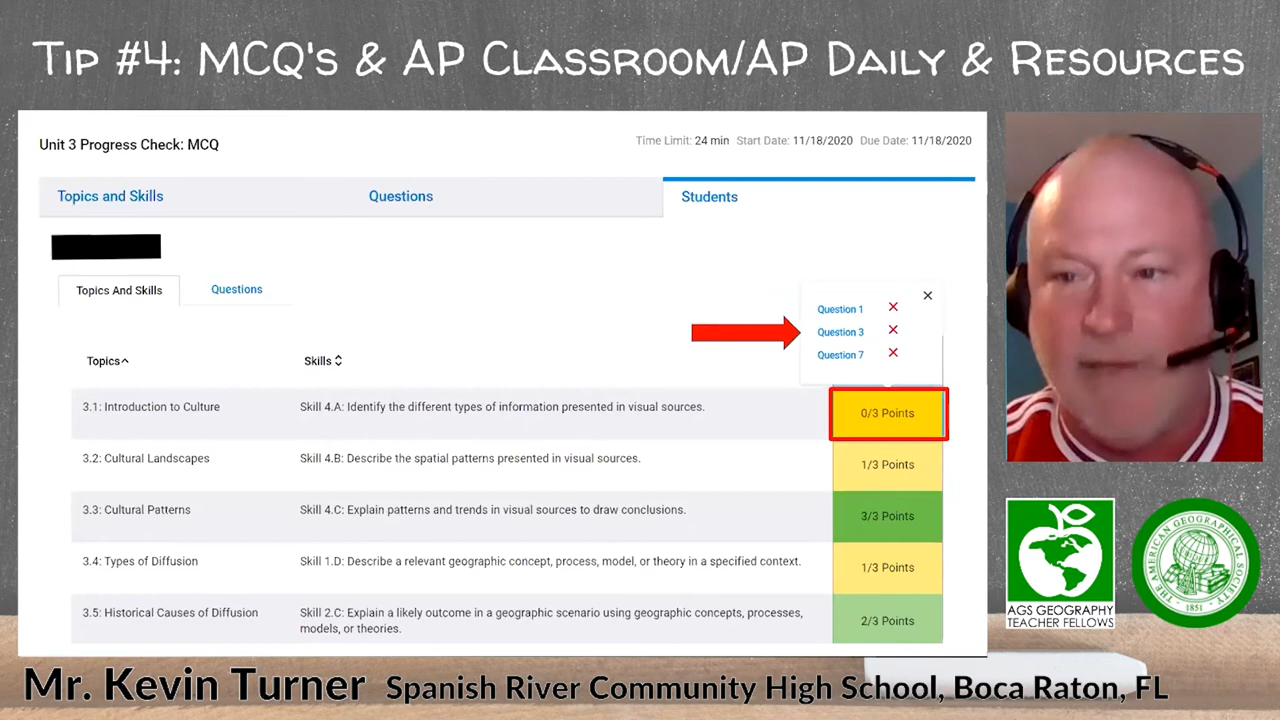 Tip #4: MCQ's & AP Classroom/AP Daily & Resources
Unit 3 Progress Check: MCQ
Time Limit: 24 min Start Date: 11/18/2020 Due Date: 11/18/2020
Topics and Skills
Questions
Students
Topics And Skills
Questions
Question 1
Question 3
Question 7
Topics
Skills
3.1: Introduction to Culture
Skill 4.A: Identify the different types of information presented in visual sources.
0/3 Points
3.2: Cultural Landscapes
Skill 4.B: Describe the spatial patterns presented in visual sources.
1/3 Points
3.3: Cultural Patterns
Skill 4.C: Explain patterns and trends in visual sources to draw conclusions.
3/3 Points
3.4: Types of Diffusion
Skill 1.D: Describe a relevant geographic concept, process, model, or theory in a specified context.
1/3 Points
3.5: Historical Causes of Diffusion
Skill 2.C: Explain a likely outcome in a geographic scenario using geographic concepts, processes,
models, or theories.
2/3 Points
AGS GEOGRAPHY
TEACHER FELLOWS
THE AMERICAN GEOGRAPHICAL SOCIETY
1851
Mr. Kevin Turner Spanish River Community High School, Boca Raton, FL